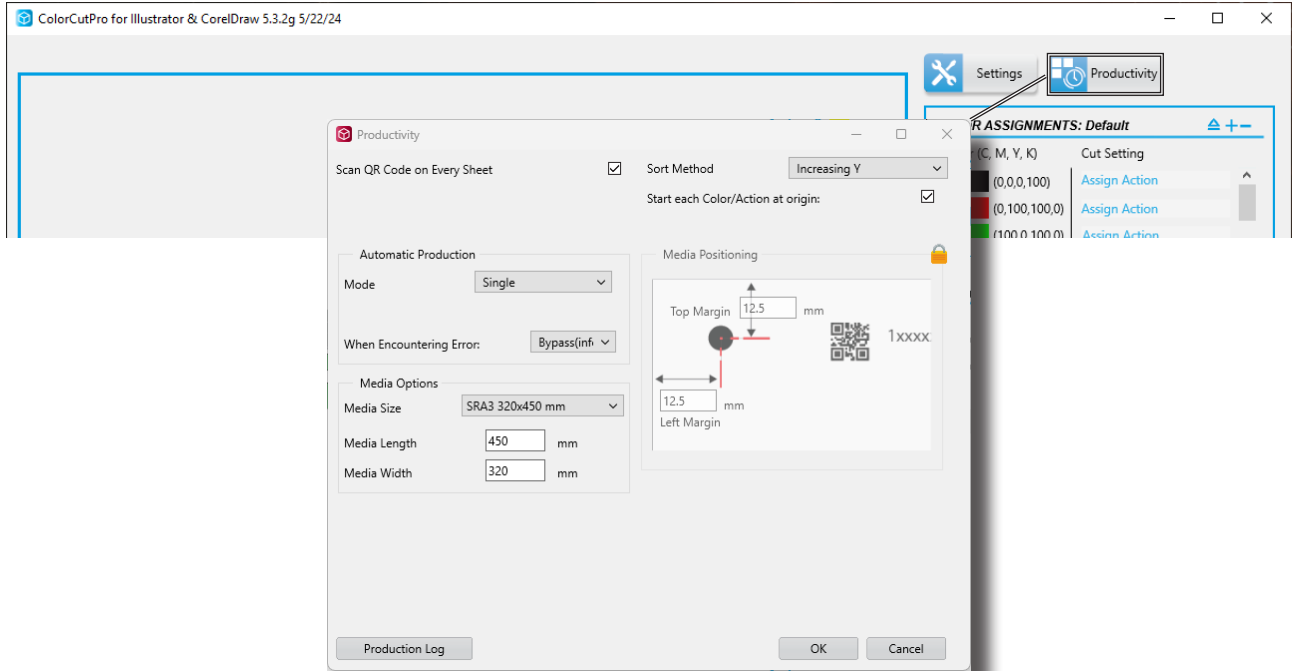 ColorCutPro for Illustrator & CorelDraw 5.3.2g 5/22/24
Settings
Productivity
R ASSIGNMENTS: Default
(C, M, Y, K)
Cut Setting
(0,0,0,100)
Assign Action
(0,100,100,0)
Assign Action
(100,0,100,0)
Assign Action
Productivity
Scan QR Code on Every Sheet
Sort Method
Increasing Y
Start each Color/Action at origin:
Automatic Production
Mode
Single
When Encountering Error:
Bypass(info
Media Options
Media Size
SRA3 320x450 mm
Media Length
450
mm
Media Width
320
mm
Media Positioning
Top Margin
12.5
mm
1xxxx
12.5
mm
Left Margin
Production Log
OK
Cancel